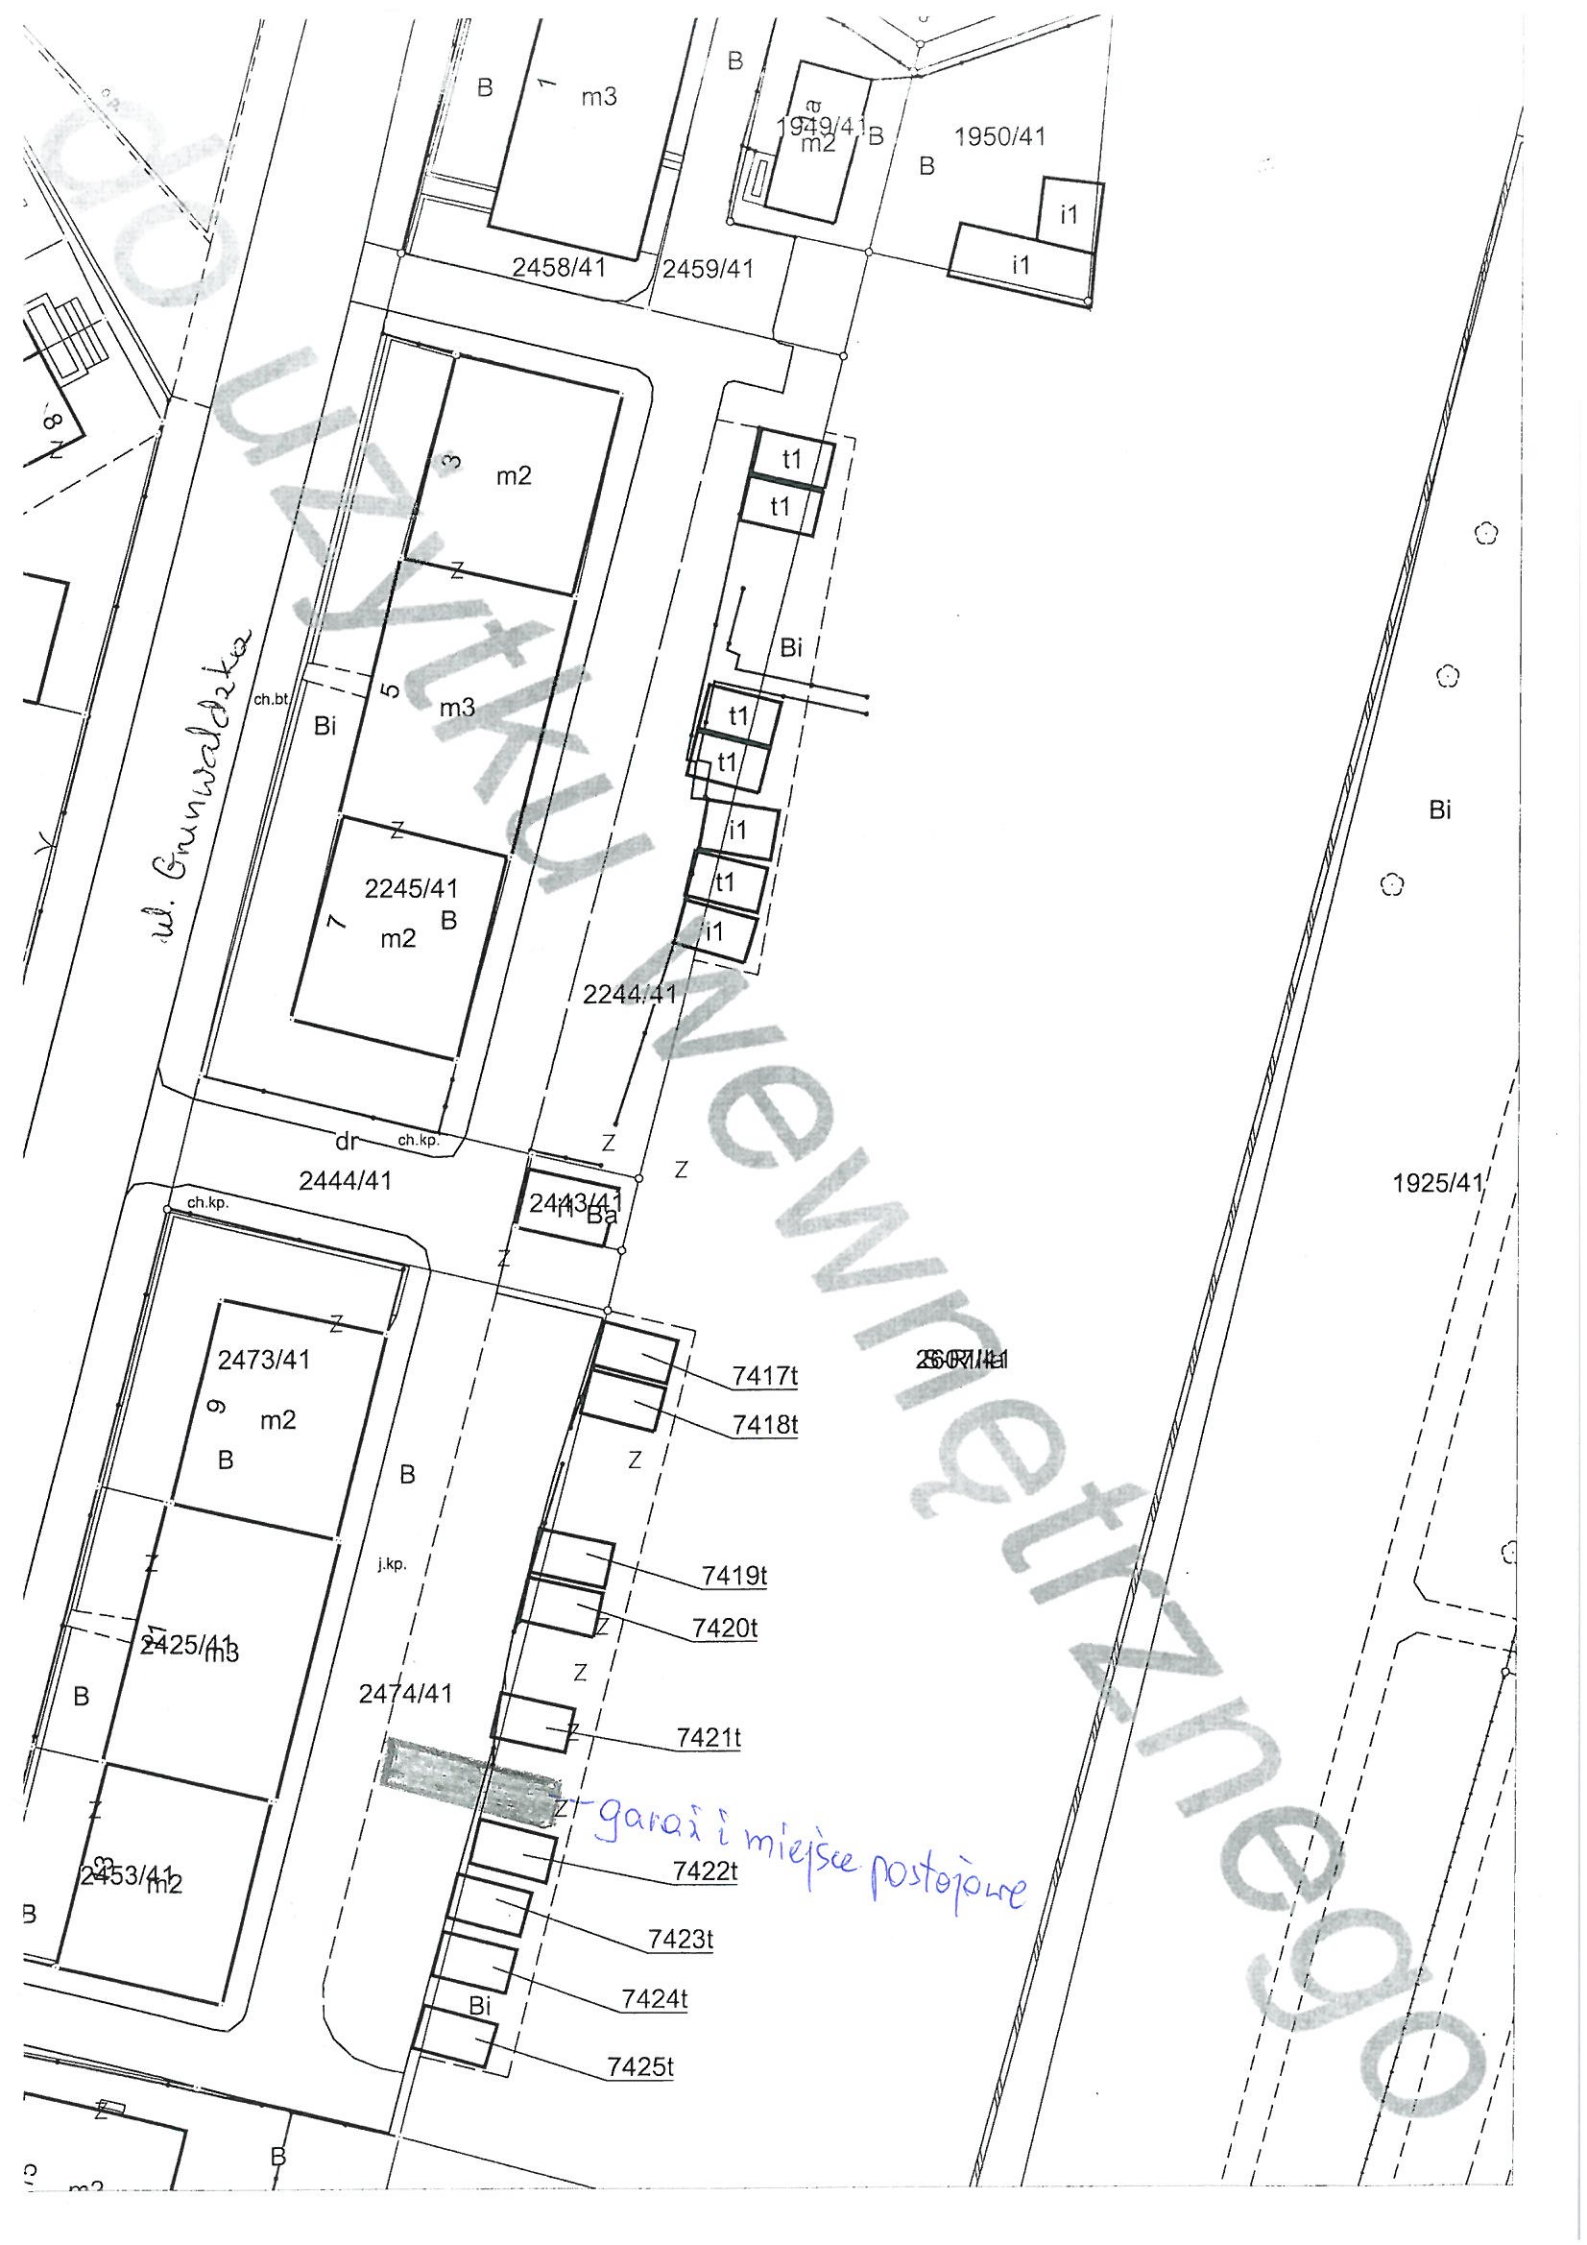 B
1
m3
B
1a
1949/41
m2
B
1950/41
B
i1
i1
2458/41
2459/41
8
Z
3
m2
t1
t1
Z
ul. Grunwaldzka
ch.bt.
Bi
5
m3
Bi
t1
t1
i1
t1
i1
Bi
Z
2245/41
7
m2
B
2244/41
dr
ch.kp.
Z
Z
2444/41
ch.kp.
2443/41
Ba
1925/41
Z
Z
2473/41
9
m2
B
B
7417t
7418t
Z
Z
j.kp.
7419t
7420t
Z
Z
2425/41
m3
B
2474/41
7421t
Z
Z
garaż i miejsce postojowe
Z
2453/41
m2
B
7422t
7423t
7424t
Bi
7425t
Z
B
m2
do użytku wewnętrznego